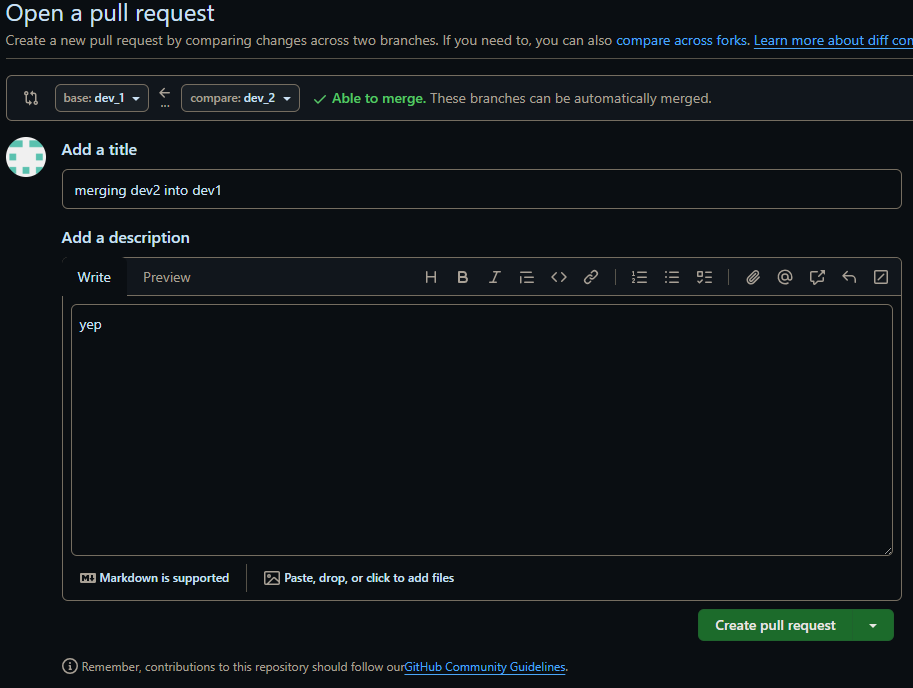 Open a pull request
Create a new pull request by comparing changes across two branches. If you need to, you can also compare across forks. Learn more about diff con
base: dev_1 ← ... compare: dev_2 ✓ Able to merge. These branches can be automatically merged.
Add a title
merging dev2 into dev1
Add a description
Write Preview
yep
Markdown is supported Paste, drop, or click to add files
Create pull request
Remember, contributions to this repository should follow ourGitHub Community Guidelines.